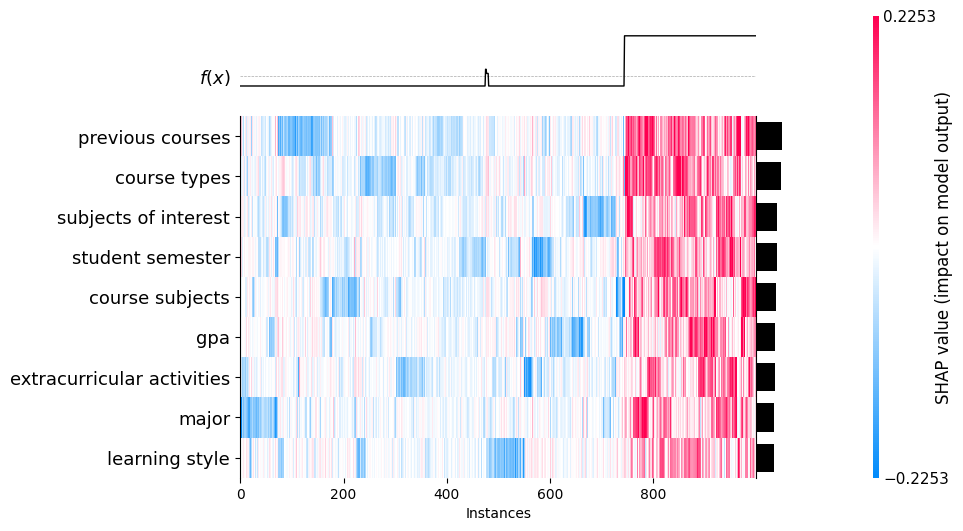 0.2253
f(x)
previous courses
course types
subjects of interest
student semester
course subjects
gpa
extracurricular activities
major
learning style
0 200 400 600 800
Instances
−0.2253
SHAP value (impact on model output)